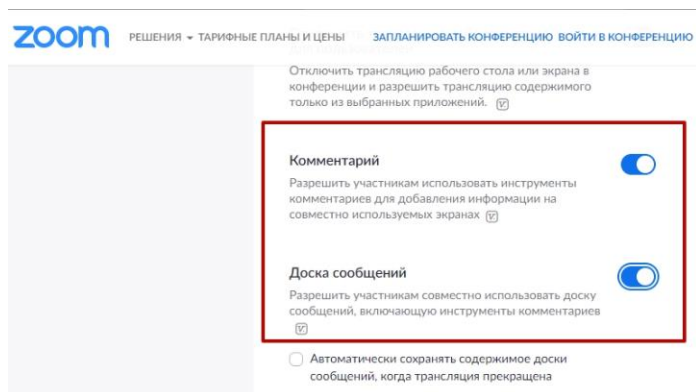 zoom РЕШЕНИЯ ТАРИФНЫЕ ПЛАНЫ И ЦЕНЫ ЗАПЛАНИРОВАТЬ КОНФЕРЕНЦИЮ ВОЙТИ В КОНФЕРЕНЦИЮ
Отключить трансляцию рабочего стола или экрана в
конференции и разрешить трансляцию содержимого
только из выбранных приложений.
Комментарий
Разрешить участникам использовать инструменты
комментариев для добавления информации на
совместно используемых экранах
Доска сообщений
Разрешить участникам совместно использовать доску
сообщений, включающую инструменты комментариев
Автоматически сохранять содержимое доски
сообщений, когда трансляция прекращена